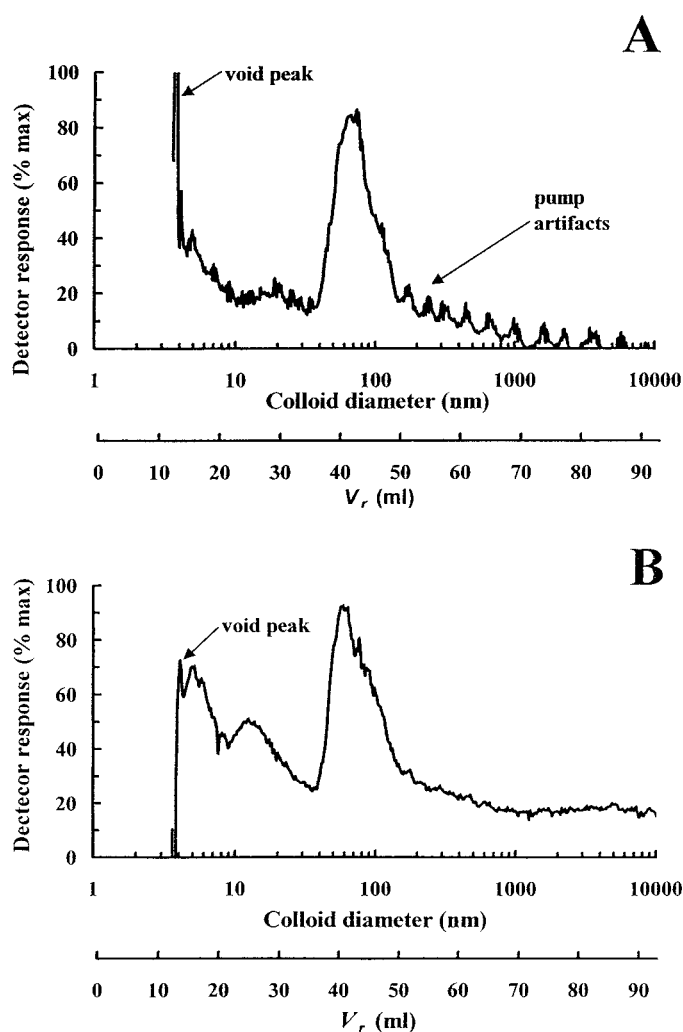 A
void peak
pump
artifacts
Detector response (% max)
100
80
60
40
20
0
1 10 100 1000 10000
Colloid diameter (nm)
0 10 20 30 40 50 60 70 80 90
V r (ml)
B
void peak
Dectecor response (% max)
100
80
60
40
20
0
1 10 100 1000 10000
Colloid diameter (nm)
0 10 20 30 40 50 60 70 80 90
V r (ml)